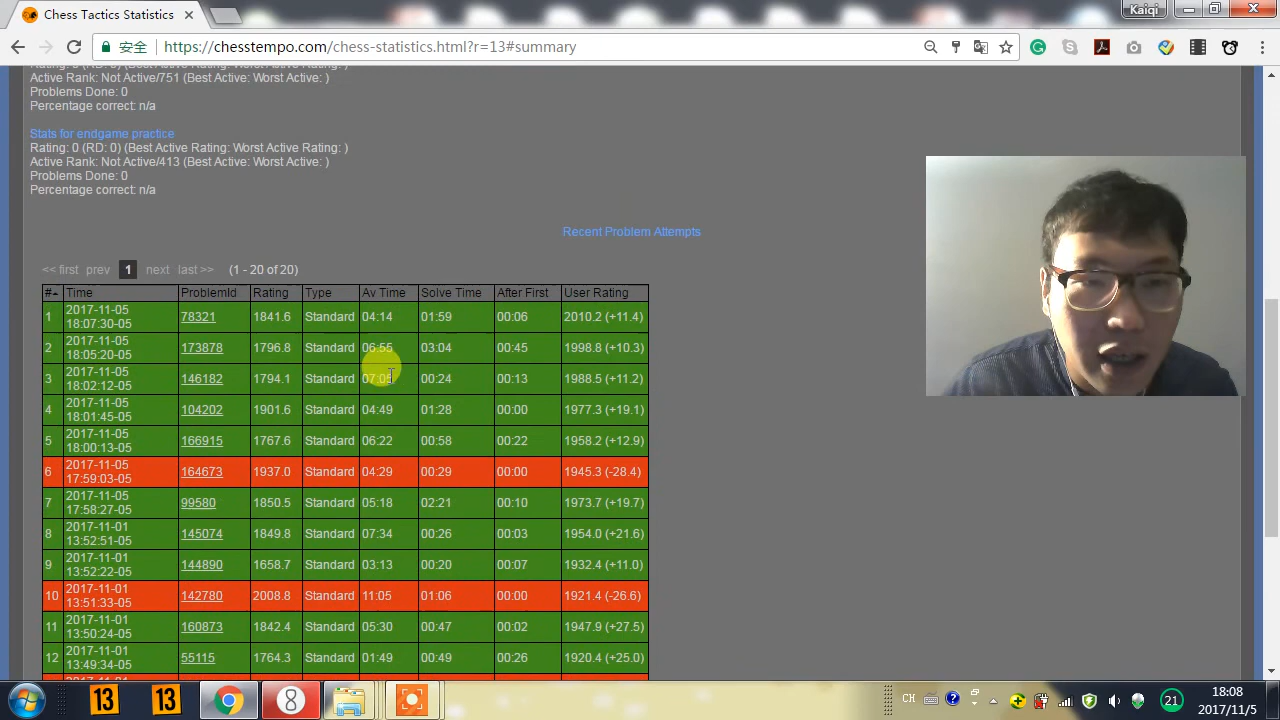 Chess Tactics Statistics
Kaiqi
安全 https://chesstempo.com/chess-statistics.html?r=13#summary
Rating: 0 (RD: 0) (Best Active Rating: Worst Active Rating: )
Active Rank: Not Active/751 (Best Active: Worst Active: )
Problems Done: 0
Percentage correct: n/a
Stats for endgame practice
Rating: 0 (RD: 0) (Best Active Rating: Worst Active Rating: )
Active Rank: Not Active/413 (Best Active: Worst Active: )
Problems Done: 0
Percentage correct: n/a
Recent Problem Attempts
<< first prev 1 next last >> (1 - 20 of 20)
# Time ProblemId Rating Type Av Time Solve Time After First User Rating
1 2017-11-05 18:07:30-05 78321 1841.6 Standard 04:14 01:59 00:06 2010.2 (+11.4)
2 2017-11-05 18:05:20-05 173878 1796.8 Standard 06:55 03:04 00:45 1998.8 (+10.3)
3 2017-11-05 18:02:12-05 146182 1794.1 Standard 07:05 00:24 00:13 1988.5 (+11.2)
4 2017-11-05 18:01:45-05 104202 1901.6 Standard 04:49 01:28 00:00 1977.3 (+19.1)
5 2017-11-05 18:00:13-05 166915 1767.6 Standard 06:22 00:58 00:22 1958.2 (+12.9)
6 2017-11-05 17:59:03-05 164673 1937.0 Standard 04:29 00:29 00:00 1945.3 (-28.4)
7 2017-11-05 17:58:27-05 99580 1850.5 Standard 05:18 02:21 00:10 1973.7 (+19.7)
8 2017-11-01 13:52:51-05 145074 1849.8 Standard 07:34 00:26 00:03 1954.0 (+21.6)
9 2017-11-01 13:52:22-05 144890 1658.7 Standard 03:13 00:20 00:07 1932.4 (+11.0)
10 2017-11-01 13:51:33-05 142780 2008.8 Standard 11:05 01:06 00:00 1921.4 (-26.6)
11 2017-11-01 13:50:24-05 160873 1842.4 Standard 05:30 00:47 00:02 1947.9 (+27.5)
12 2017-11-01 13:49:34-05 55115 1764.3 Standard 01:49 00:49 00:26 1920.4 (+25.0)
13 13 8 CH 21 18:08
2017/11/5